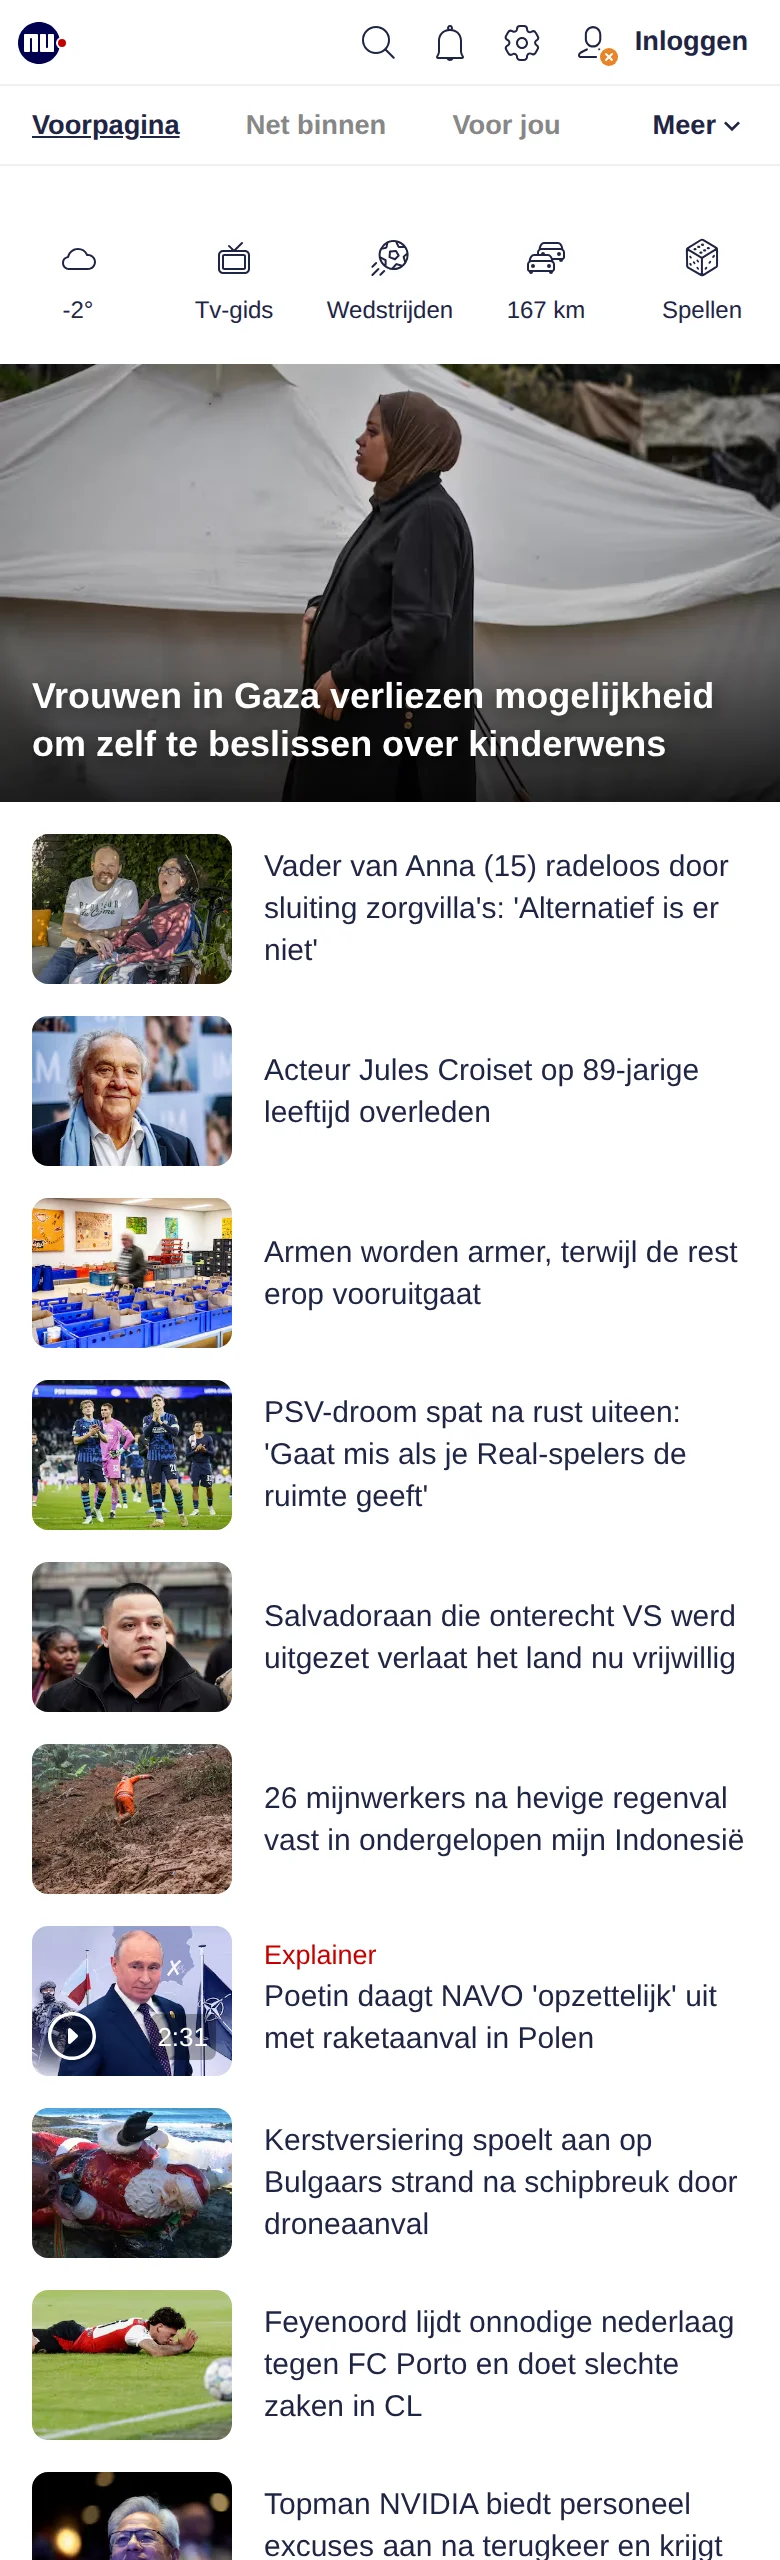 nu
Inloggen
Voorpagina
Net binnen
Voor jou
Meer
-2°
Tv-gids
Wedstrijden
167 km
Spellen
Vrouwen in Gaza verliezen mogelijkheid
om zelf te beslissen over kinderwens
Vader van Anna (15) radeloos door
sluiting zorgvilla's: 'Alternatief is er
niet'
Acteur Jules Croiset op 89-jarige
leeftijd overleden
Armen worden armer, terwijl de rest
erop vooruitgaat
PSV-droom spat na rust uiteen:
'Gaat mis als je Real-spelers de
ruimte geeft'
Salvadoraan die onterecht VS werd
uitgezet verlaat het land nu vrijwillig
26 mijnwerkers na hevige regenval
vast in ondergelopen mijn Indonesië
2:31
Explainer
Poetin daagt NAVO 'opzettelijk' uit
met raketaanval in Polen
Kerstversiering spoelt aan op
Bulgaars strand na schipbreuk door
droneaanval
Feyenoord lijdt onnodige nederlaag
tegen FC Porto en doet slechte
zaken in CL
Topman NVIDIA biedt personeel
excuses aan na terugkeer en krijgt